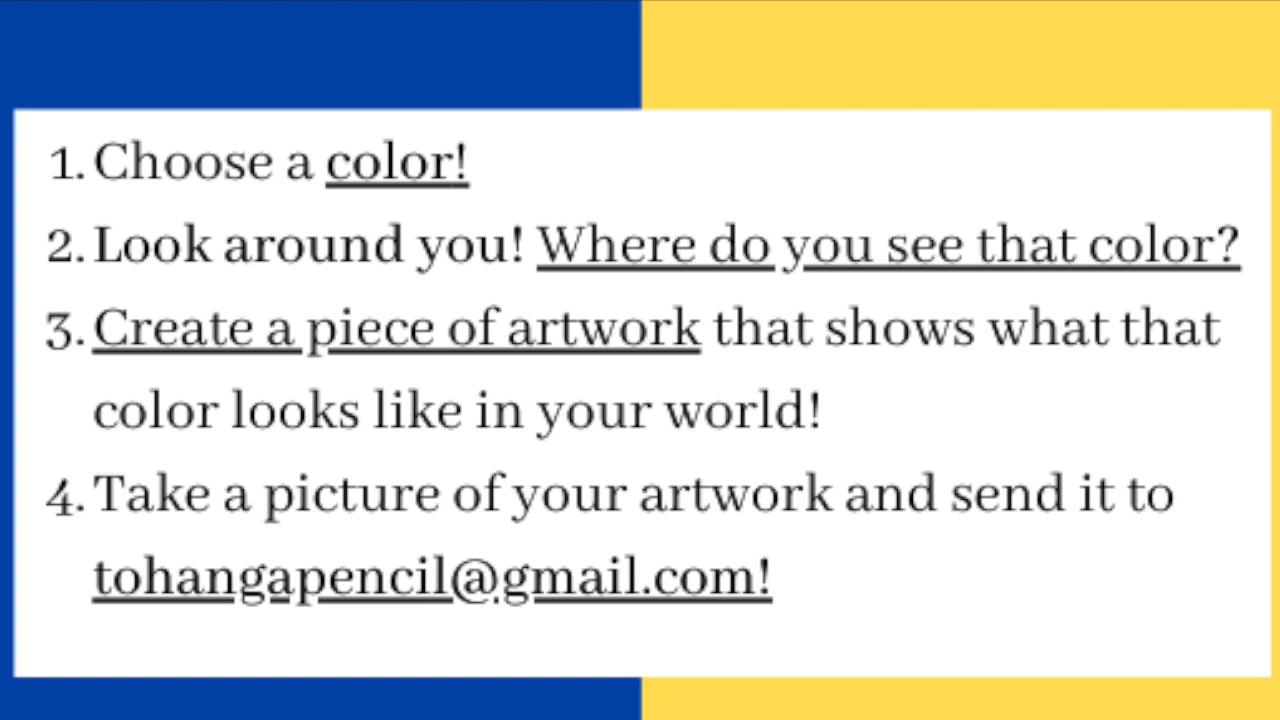 1. Choose a color!
2. Look around you! Where do you see that color?
3. Create a piece of artwork that shows what that
color looks like in your world!
4. Take a picture of your artwork and send it to
tohangapencil@gmail.com!